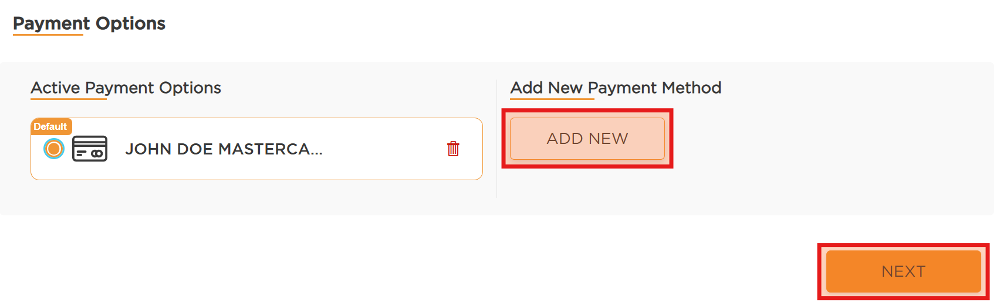 Payment Options
Active Payment Options
Default
JOHN DOE MASTERCA...
Add New Payment Method
ADD NEW
NEXT